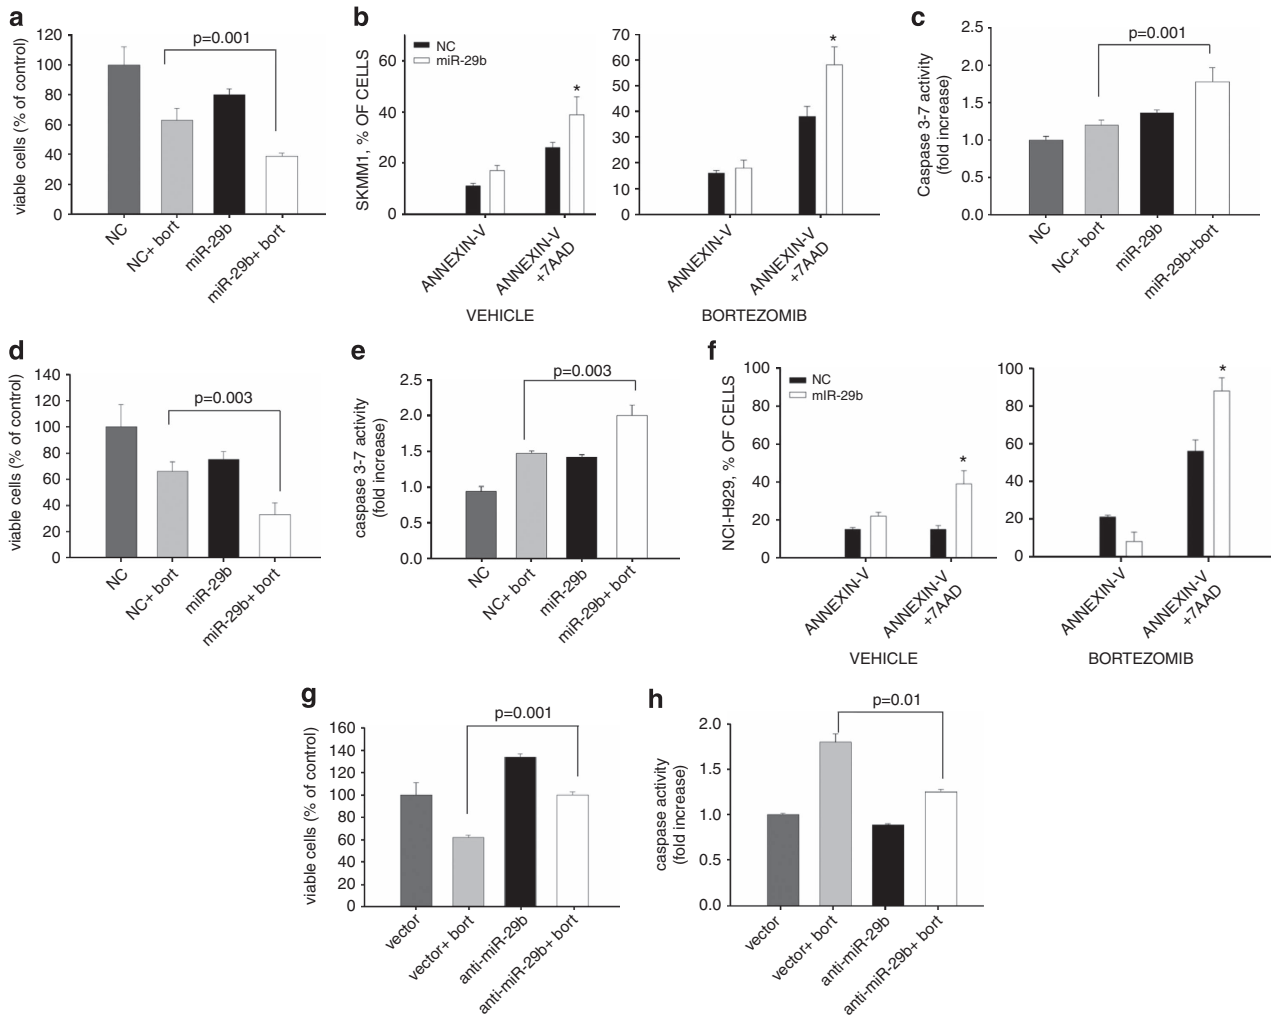 a
viable cells (% of control)
120
100
80
60
40
20
0
p=0.001
NC
NC+ bort
miR-29b
miR-29b+ bort
b
SKMM1, % OF CELLS
60
40
20
0
NC
miR-29b
*
ANNEXIN-V
ANNEXIN-V
+7AAD
VEHICLE
70
60
50
40
30
20
10
0
*
ANNEXIN-V
ANNEXIN-V
+7AAD
BORTEZOMIB
c
Caspase 3-7 activity
(fold increase)
2.5
2.0
1.5
1.0
0.5
0.0
p=0.001
NC
NC+ bort
miR-29b
miR-29b+bort
d
viable cells (% of control)
140
120
100
80
60
40
20
0
p=0.003
NC
NC+ bort
miR-29b
miR-29b+ bort
e
caspase 3-7 activity
(fold increase)
2.5
2.0
1.5
1.0
0.5
0.0
p=0.003
NC
NC+ bort
miR-29b
miR-29b+ bort
f
NCI-H929, % OF CELLS
100
80
60
40
20
0
NC
mIR-29b
*
ANNEXIN-V
ANNEXIN-V
+7AAD
VEHICLE
100
80
60
40
20
0
*
ANNEXIN-V
ANNEXIN-V
+7AAD
BORTEZOMIB
g
viable cells (% of control)
160
140
120
100
80
60
40
20
0
p=0.001
vector
vector+ bort
anti-miR-29b
anti-miR-29b+ bort
h
caspase activity
(fold increase)
2.0
1.5
1.0
0.5
0.0
p=0.01
vector
vector+ bort
anti-miR-29b
anti-miR-29b+ bort